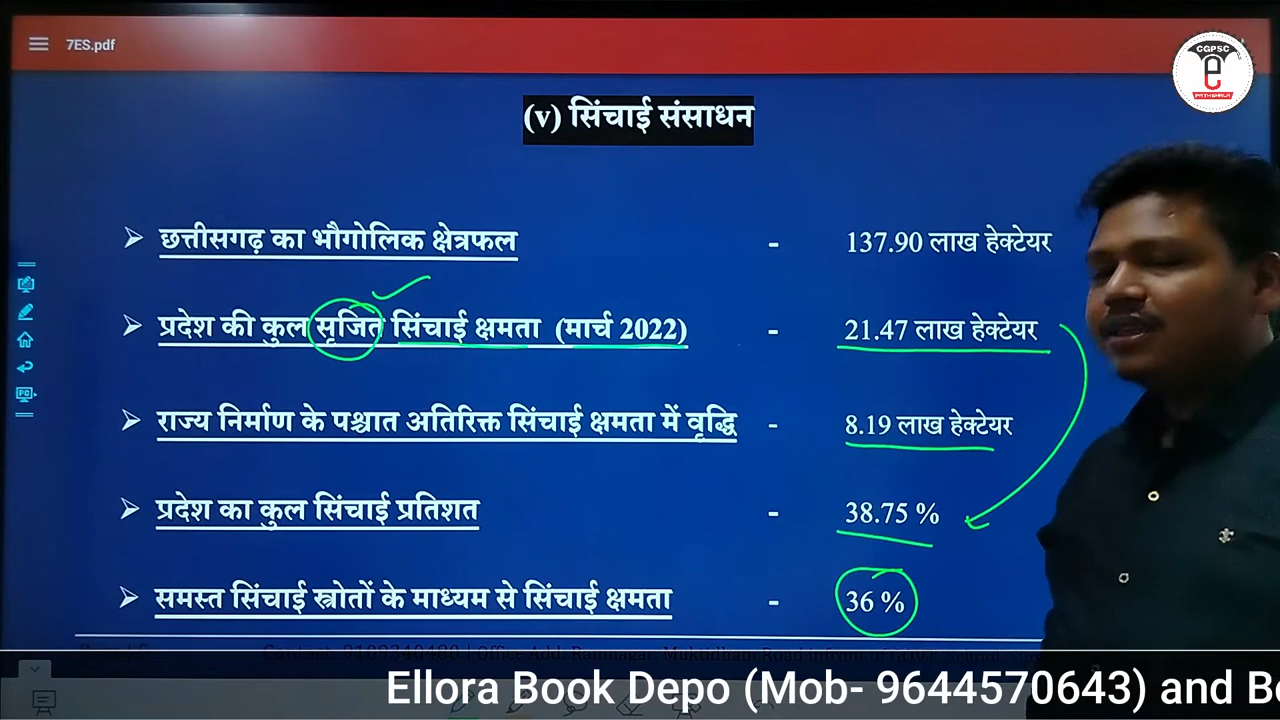 7ES.pdf
CGPSC
(v) सिंचाई संसाधन
➢ छत्तीसगढ़ का भौगोलिक क्षेत्रफल - 137.90 लाख हेक्टेयर
➢ प्रदेश की कुल सृजित सिंचाई क्षमता (मार्च 2022) - 21.47 लाख हेक्टेयर
➢ राज्य निर्माण के पश्चात अतिरिक्त सिंचाई क्षमता में वृद्धि - 8.19 लाख हेक्टेयर
➢ प्रदेश का कुल सिंचाई प्रतिशत - 38.75 %
➢ समस्त सिंचाई स्त्रोतों के माध्यम से सिंचाई क्षमता - 36 %
Ellora Book Depo (Mob- 9644570643) and